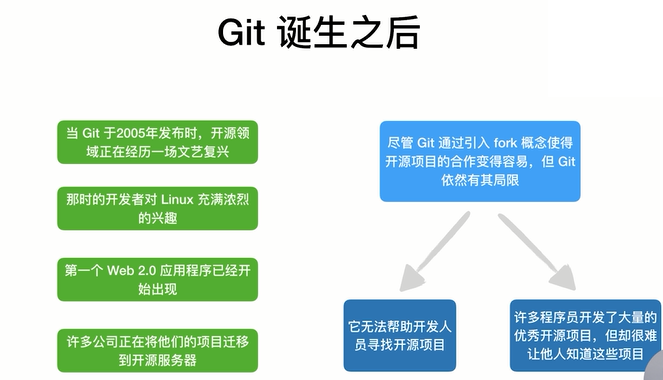 Git 诞生之后
当 Git 于2005年发布时，开源领
域正在经历一场文艺复兴
那时的开发者对 Linux 充满浓烈
的兴趣
第一个 Web 2.0 应用程序已经开
始出现
许多公司正在将他们的项目迁移
到开源服务器
尽管 Git 通过引入 fork 概念使得
开源项目的合作变得容易，但 Git
依然有其局限
它无法帮助开发人
员寻找开源项目
许多程序员开发了大量的
优秀开源项目，但却很难
让他人知道这些项目